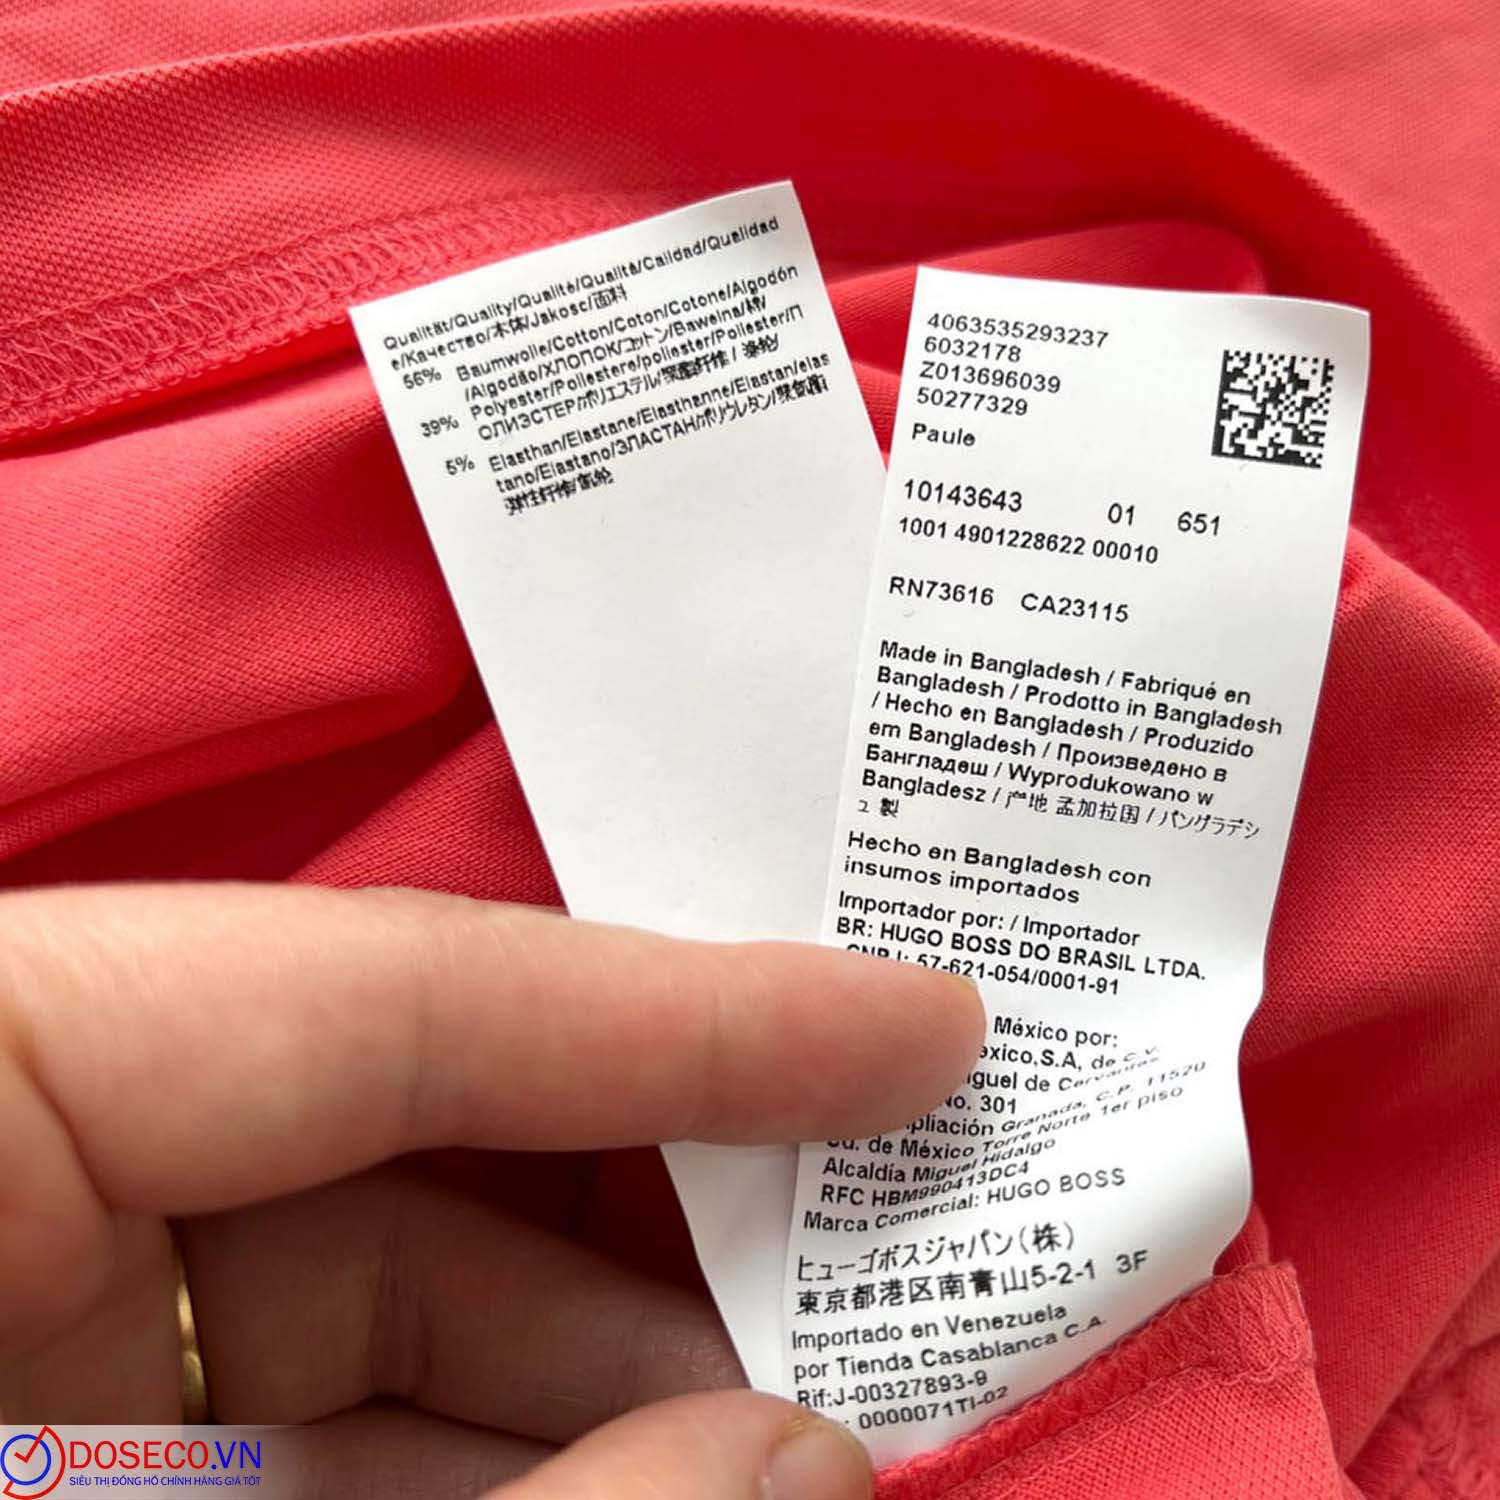 Qualität/Quality/Qualité/Qualità/Calidad/Qualidad
e/Качество/本体/Jakosc/面料
56% Baumwolle/Cotton/Coton/Cotone/Algodón
/Algodão/ХЛОПОК/コットン/Bawelna/棉/
39% Polyester/Poliestere/poliester/Poliester/П
ОЛИЭСТЕР/ポリエステル/聚酯纤维 / 涤纶/
5% Elasthan/Elastane/Elasthanne/Elastan/elas
tano/Elastano/ЭЛАСТАН/ポリウレタン/聚氨酯
弹性纤维/氨纶
4063535293237
6032178
Z013696039
50277329
Paule
10143643 01 651
1001 4901228622 00010
RN73616 CA23115
Made in Bangladesh / Fabriqué en
Bangladesh / Prodotto in Bangladesh
/ Hecho en Bangladesh / Produzido
em Bangladesh / Произведено в
Бангладеш / Wyprodukowano w
Bangladesz / 产地 孟加拉国 / バングラデシ
ュ 製
Hecho en Bangladesh con
insumos importados
Importador por: / Importador
BR: HUGO BOSS DO BRASIL LTDA.
57-621-054/0001-91
México por:
S.A, de C.V.
de Cervantes
No. 301
Granada, C.P. 11520
Cd. de México Torre Norte 1er piso
Alcaldía Miguel Hidalgo
RFC HBM990413DC4
Marca Comercial: HUGO BOSS
ヒューゴボスジャパン(株)
東京都港区南青山5-2-1 3F
Importado en Venezuela
por Tienda Casablanca C.A.
Rif:J-00327893-9
0000071TI-02
DOSECO.VN
SIÊU THỊ ĐỒNG HỒ CHÍNH HÃNG GIÁ TỐT